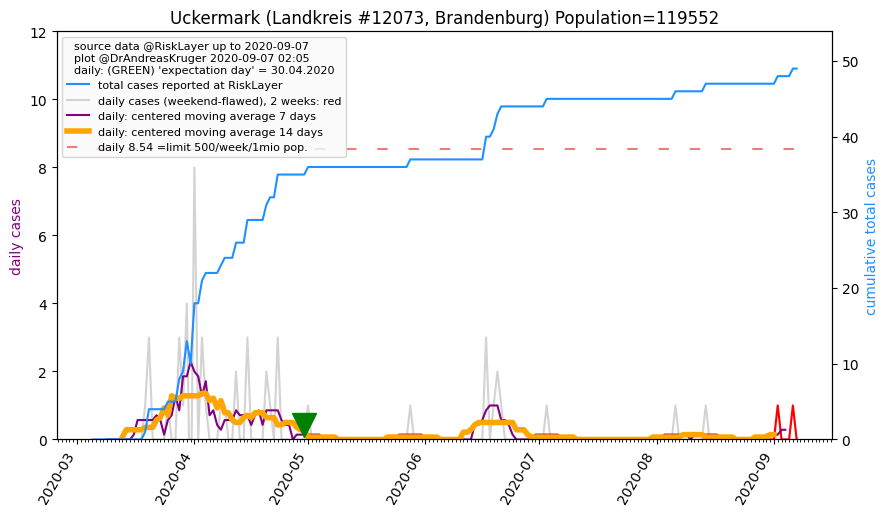 Uckermark (Landkreis #12073, Brandenburg) Population=119552
source data @RiskLayer up to 2020-09-07
plot @DrAndreasKruger 2020-09-07 02:05
daily: (GREEN) 'expectation day' = 30.04.2020
total cases reported at RiskLayer
daily cases (weekend-flawed), 2 weeks: red
daily: centered moving average 7 days
daily: centered moving average 14 days
daily 8.54 =limit 500/week/1mio pop.
daily cases
12
10
8
6
4
2
0
cumulative total cases
50
40
30
20
10
0
2020-03
2020-04
2020-05
2020-06
2020-07
2020-08
2020-09